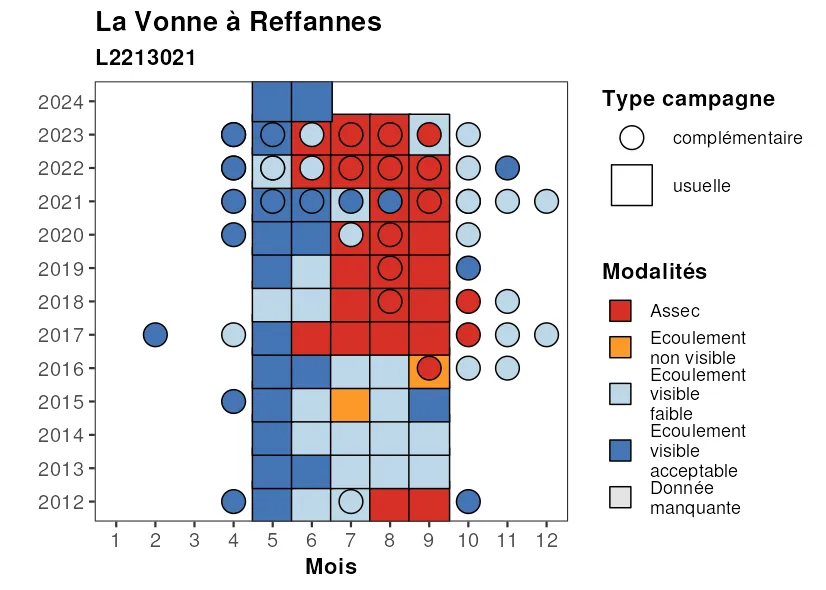 La Vonne à Reffannes
L2213021
2024
2023
2022
2021
2020
2019
2018
2017
2016
2015
2014
2013
2012
1 2 3 4 5 6 7 8 9 10 11 12
Mois
Type campagne
complémentaire
usuelle
Modalités
Assec
Ecoulement
non visible
Ecoulement
visible
faible
Ecoulement
visible
acceptable
Donnée
manquante